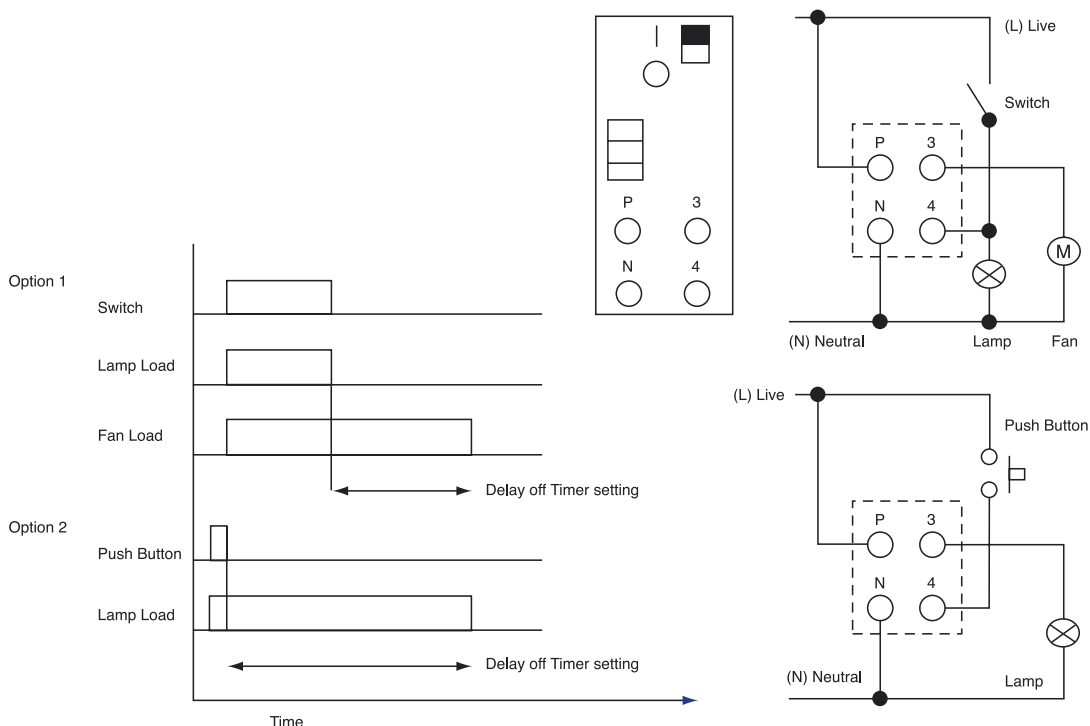 Option 1
Switch
Lamp Load
Fan Load
Delay off Timer setting
Option 2
Push Button
Lamp Load
Delay off Timer setting
Time
P 3
N 4
(L) Live
Switch
P 3
N 4
M
(N) Neutral Lamp Fan
(L) Live
Push Button
P 3
N 4
(N) Neutral Lamp